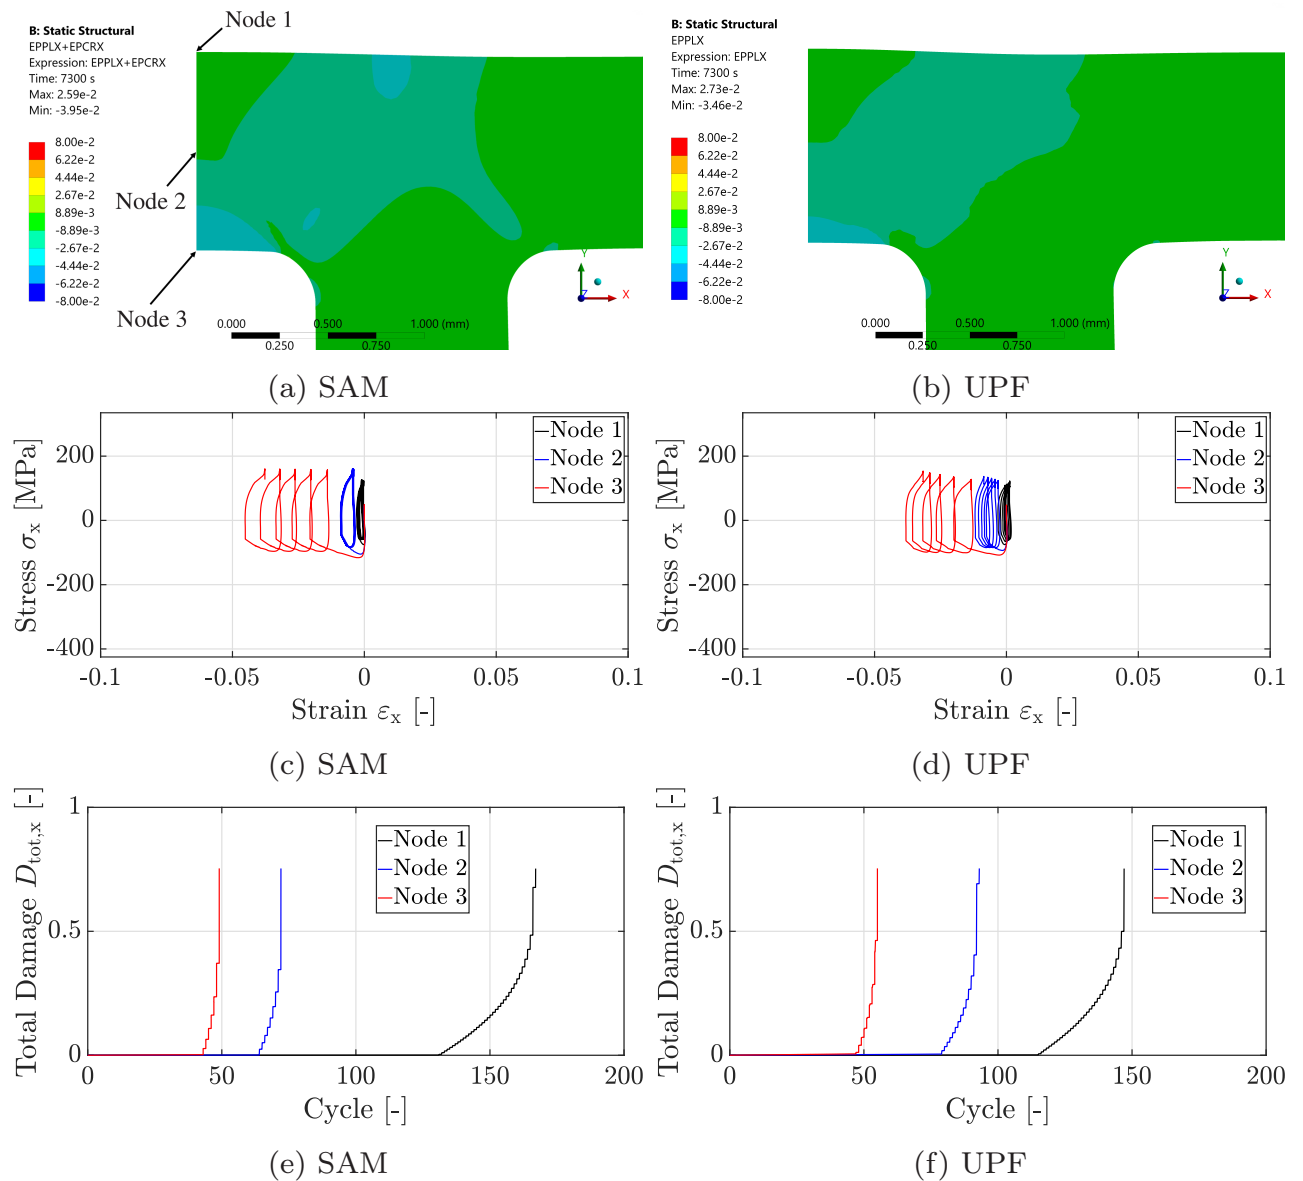 Node 1
B: Static Structural
EPPLX+EPCRX
Expression: EPPLX+EPCRX
Time: 7300 s
Max: 2.59e-2
Min: -3.95e-2
8.00e-2
6.22e-2
4.44e-2
2.67e-2
8.89e-3
-8.89e-3
-2.67e-2
-4.44e-2
-6.22e-2
-8.00e-2
Node 2
Node 3
Y
Z
X
0.000
0.500
1.000 (mm)
0.250
0.750
(a) SAM
B: Static Structural
EPPLX
Expression: EPPLX
Time: 7300 s
Max: 2.73e-2
Min: -3.46e-2
8.00e-2
6.22e-2
4.44e-2
2.67e-2
8.89e-3
-8.89e-3
-2.67e-2
-4.44e-2
-6.22e-2
-8.00e-2
Y
Z
X
0.000
0.500
1.000 (mm)
0.250
0.750
(b) UPF
Stress σx [MPa]
200
0
-200
-400
-0.1
-0.05
0
0.05
0.1
Strain εx [-]
Node 1
Node 2
Node 3
(c) SAM
Stress σx [MPa]
200
0
-200
-400
-0.1
-0.05
0
0.05
0.1
Strain εx [-]
Node 1
Node 2
Node 3
(d) UPF
Total Damage Dtot,x [-]
1
0.5
0
0
50
100
150
200
Cycle [-]
Node 1
Node 2
Node 3
(e) SAM
Total Damage Dtot,x [-]
1
0.5
0
0
50
100
150
200
Cycle [-]
Node 1
Node 2
Node 3
(f) UPF